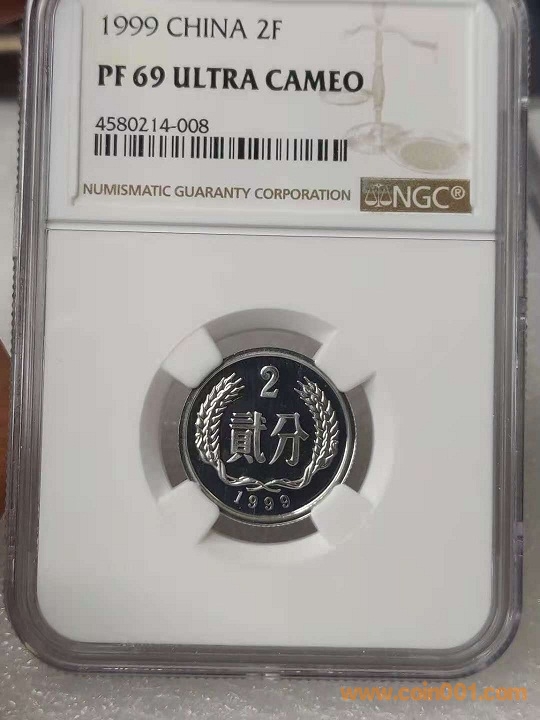 1999 CHINA 2F
PF 69 ULTRA CAMEO
4580214-008
NUMISMATIC GUARANTY CORPORATION NGC®
2
貳分
1999
www.coin001.com